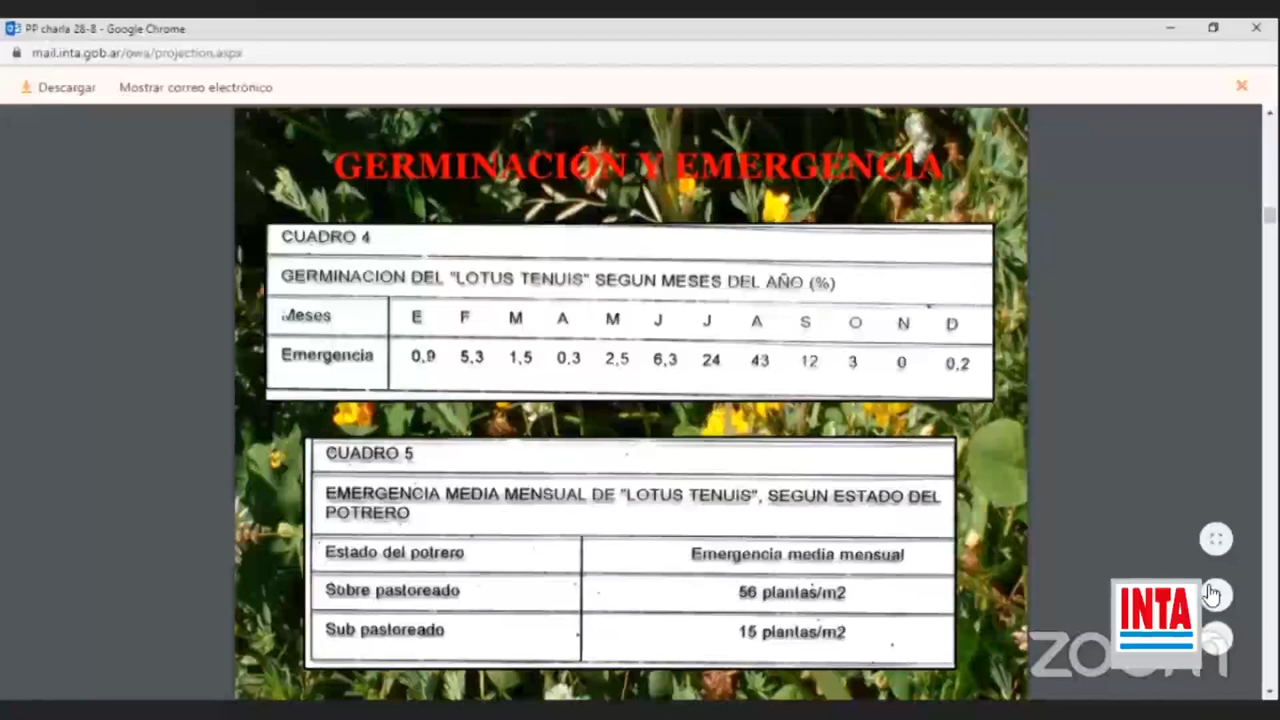 PP charla 28-8 - Google Chrome
mail.inta.gob.ar/owa/projection.aspx
Descargar Mostrar correo electrónico
GERMINACIÓN Y EMERGENCIA
CUADRO 4
GERMINACION DEL "LOTUS TENUIS" SEGUN MESES DEL AÑO (%)
Meses E F M A M J J A S O N D
Emergencia 0,9 5,3 1,5 0,3 2,5 6,3 24 43 12 3 0 0,2
CUADRO 5
EMERGENCIA MEDIA MENSUAL DE "LOTUS TENUIS", SEGUN ESTADO DEL
POTRERO
Estado del potrero Emergencia media mensual
Sobre pastoreado 56 plantas/m2
Sub pastoreado 15 plantas/m2
INTA
zoom